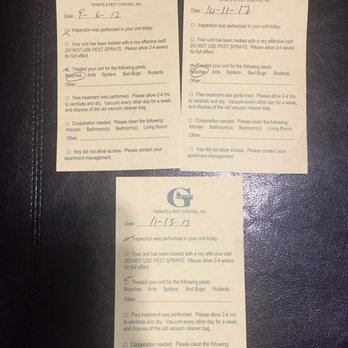 TERMITE & PEST CONTROL, INC.
Date: 9-6-17
Inspection was performed in your unit today.
☐ Your unit has been treated with a very effective bait!
DO NOT USE PEST SPRAYS. Please allow 2-4 weeks
for full effect.
Treated your unit for the following pests:
Roaches Ants Spiders Bed Bugs Rodents
Other:
☐ Flea treatment was performed. Allow 2-4 hrs
to ventilate and dry. Vacuum every other day for a week,
and dispose of the old vacuum cleaner bag.
☐ Cooperation needed. Please clean the following:
Kitchen Bathroom(s) Bedroom(s) Living Room
☐ Key did not allow access. Please contact your
apartment management.
TERMITE & PEST CONTROL, INC.
Date: 10-11-17
Inspection was performed in your unit today.
☐ Your unit has been treated with a very effective bait!
DO NOT USE PEST SPRAYS. Please allow 2-4 weeks
for full effect.
Treated your unit for the following pests:
Roaches Ants Spiders Bed Bugs Rodents
Other:
☐ Flea treatment was performed. Allow 2-4 hrs
to ventilate and dry. Vacuum every other day for a week,
and dispose of the old vacuum cleaner bag.
☐ Cooperation needed. Please clean the following:
Kitchen Bathroom(s) Bedroom(s) Living Room
☐ Key did not allow access. Please contact your
apartment management.
G
TERMITE & PEST CONTROL, INC.
Date: 11-15-17
Inspection was performed in your unit today.
☐ Your unit has been treated with a very effective bait!
DO NOT USE PEST SPRAYS. Please allow 2-4 weeks
for full effect.
Treated your unit for the following pests:
Roaches Ants Spiders Bed Bugs Rodents
Other:
☐ Flea treatment was performed. Allow 2-4 hrs
to ventilate and dry. Vacuum every other day for a week,
and dispose of the old vacuum cleaner bag.
☐ Cooperation needed. Please clean the following: